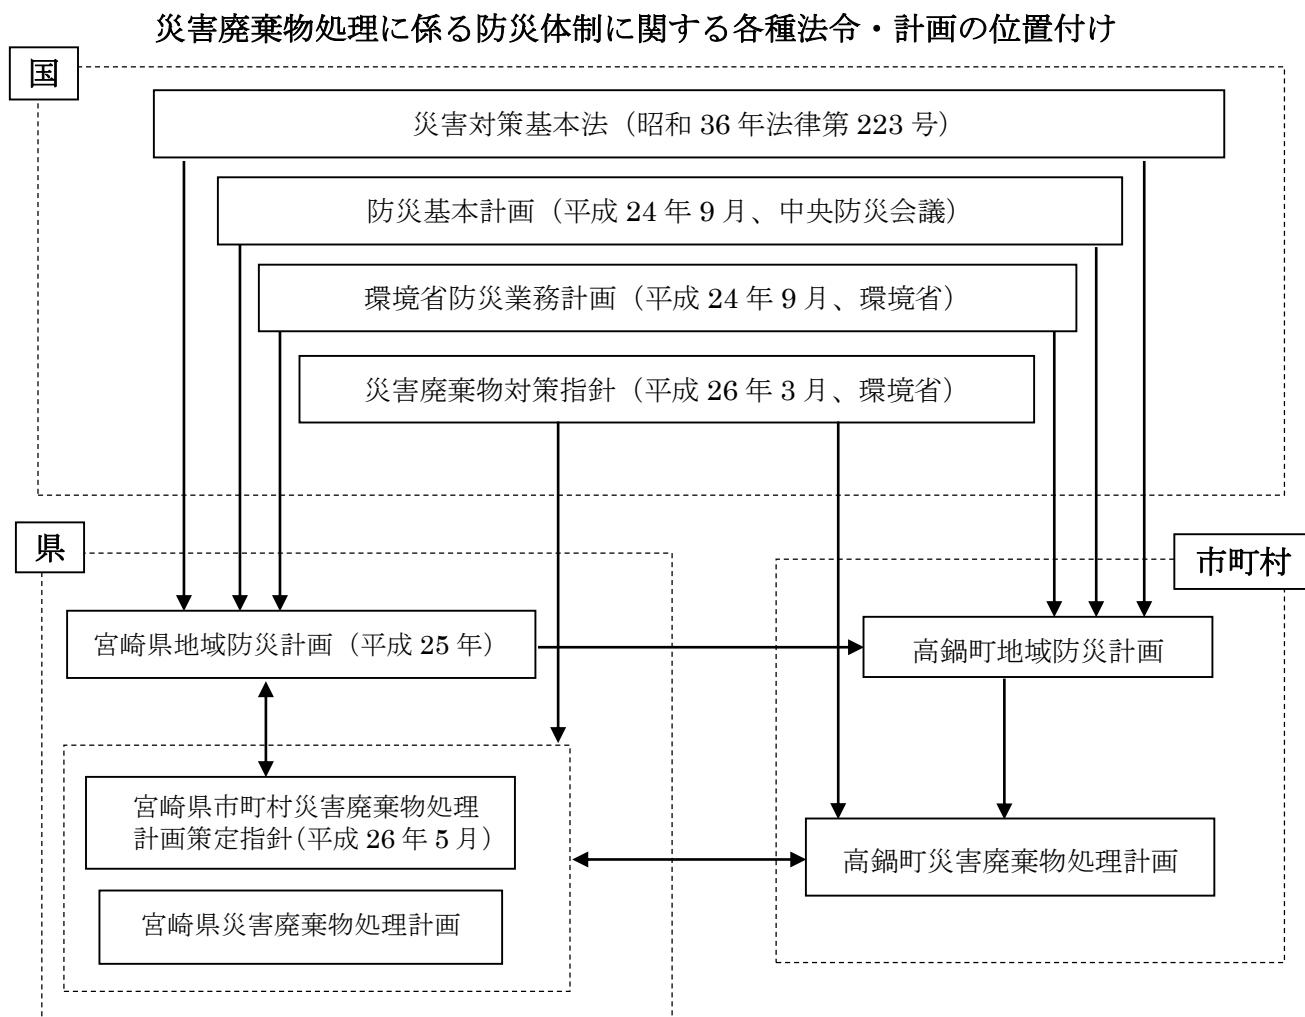 災害廃棄物処理に係る防災体制に関する各種法令・計画の位置付け
国
災害対策基本法（昭和 36 年法律第 223 号）
防災基本計画（平成 24 年 9 月、中央防災会議）
環境省防災業務計画（平成 24 年 9 月、環境省）
災害廃棄物対策指針（平成 26 年 3 月、環境省）
県
市町村
宮崎県地域防災計画（平成 25 年）
高鍋町地域防災計画
宮崎県市町村災害廃棄物処理
計画策定指針（平成 26 年 5 月）
高鍋町災害廃棄物処理計画
宮崎県災害廃棄物処理計画